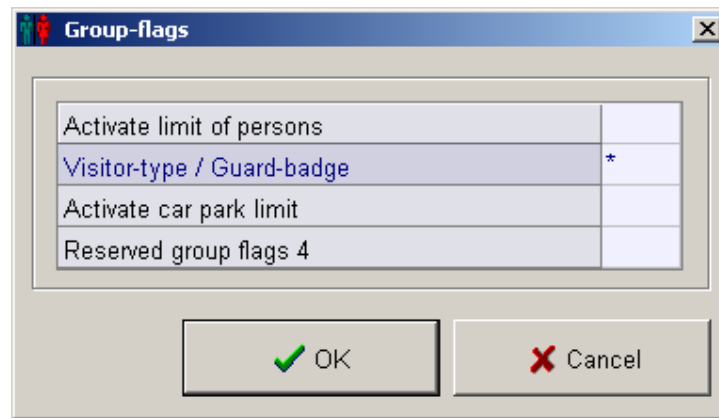 Group-flags
Activate limit of persons
Visitor-type / Guard-badge *
Activate car park limit
Reserved group flags 4
OK Cancel